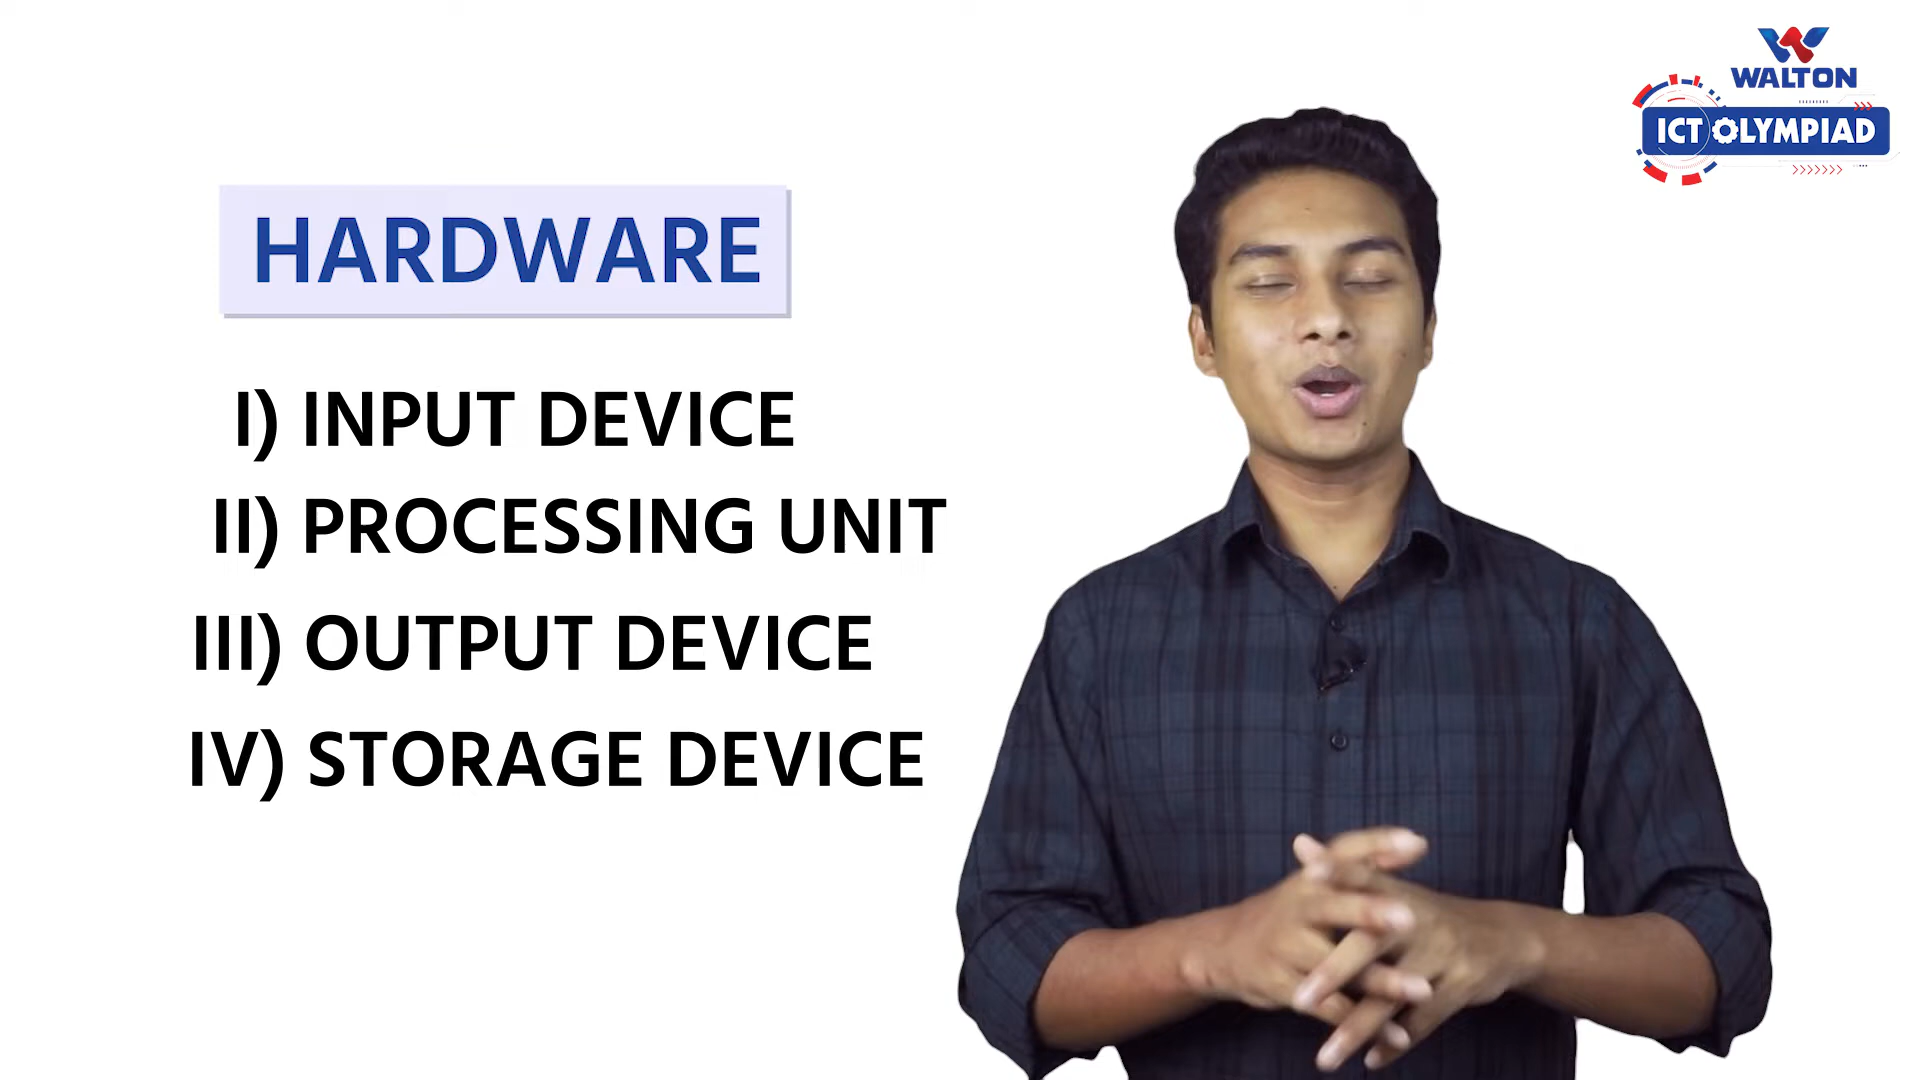 WALTON
ICT OLYMPIAD
HARDWARE
I) INPUT DEVICE
II) PROCESSING UNIT
III) OUTPUT DEVICE
IV) STORAGE DEVICE